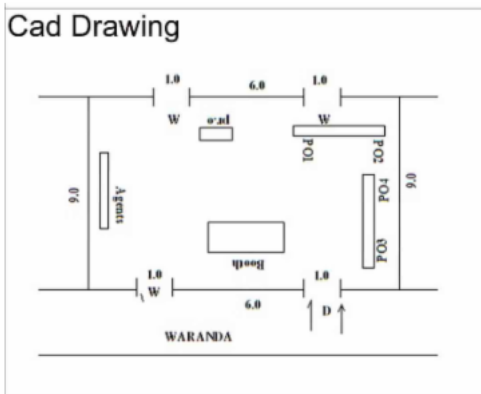 Cad Drawing
1.0 6.0 1.0
W pr.o W
PO1 PO2
9.0 Agents PO4 9.0
Booth PO3
1.0 1.0
W 6.0 D
WARANDA